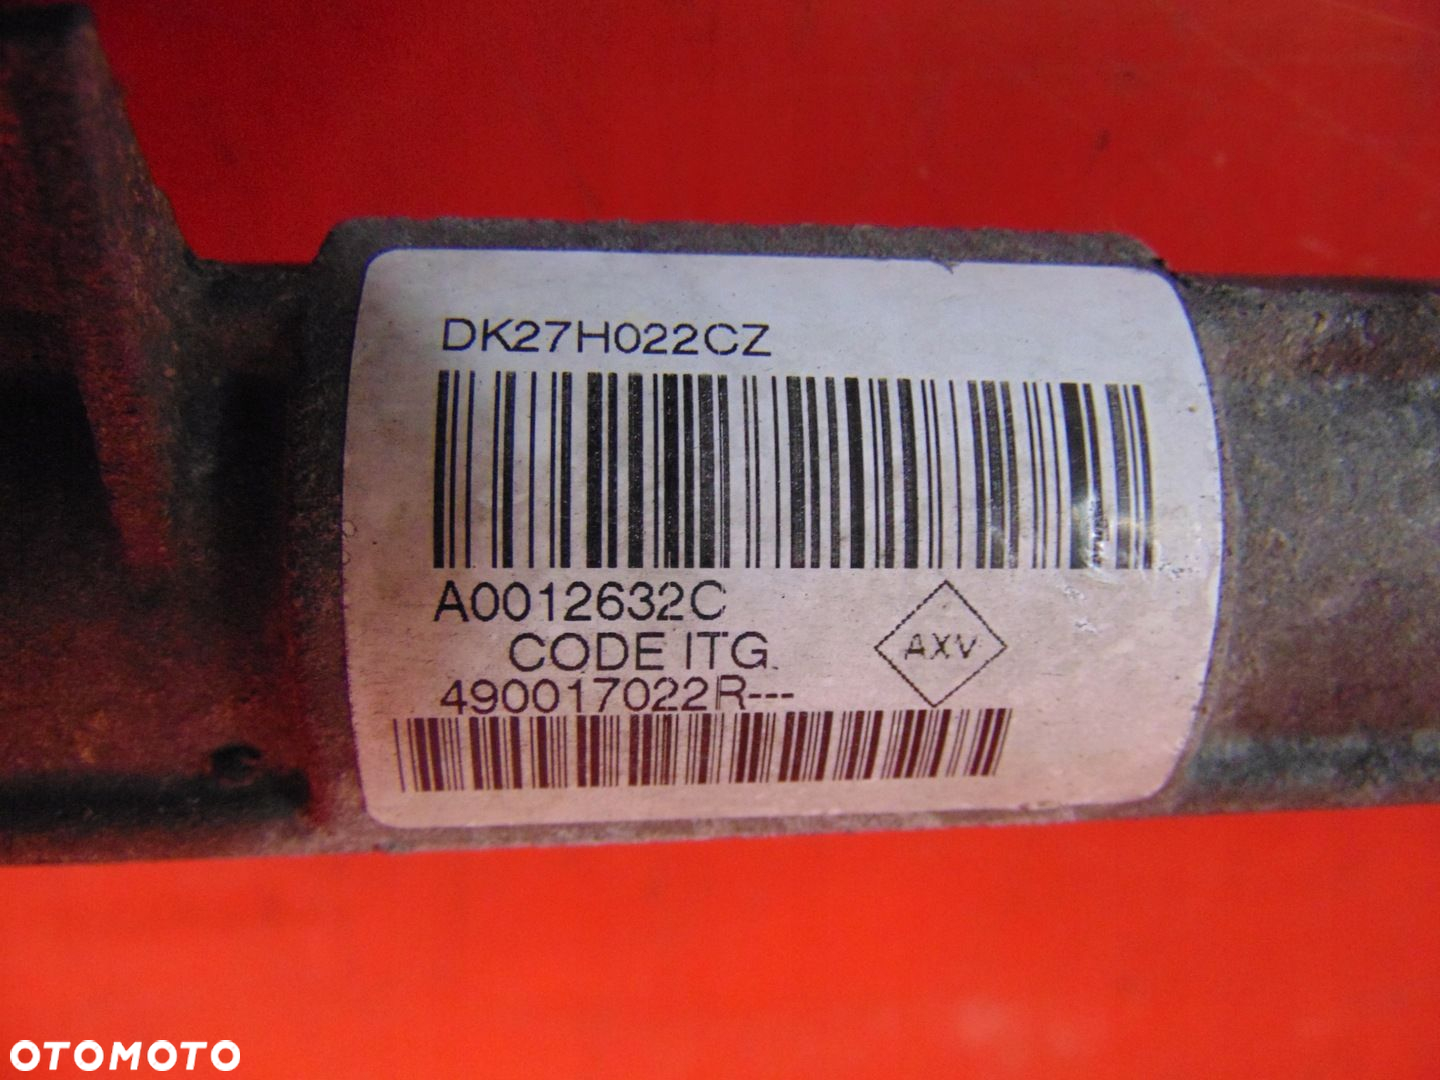 DK27H022CZ
A0012632C
CODE ITG.
AXV
490017022R---
OTOMOTO